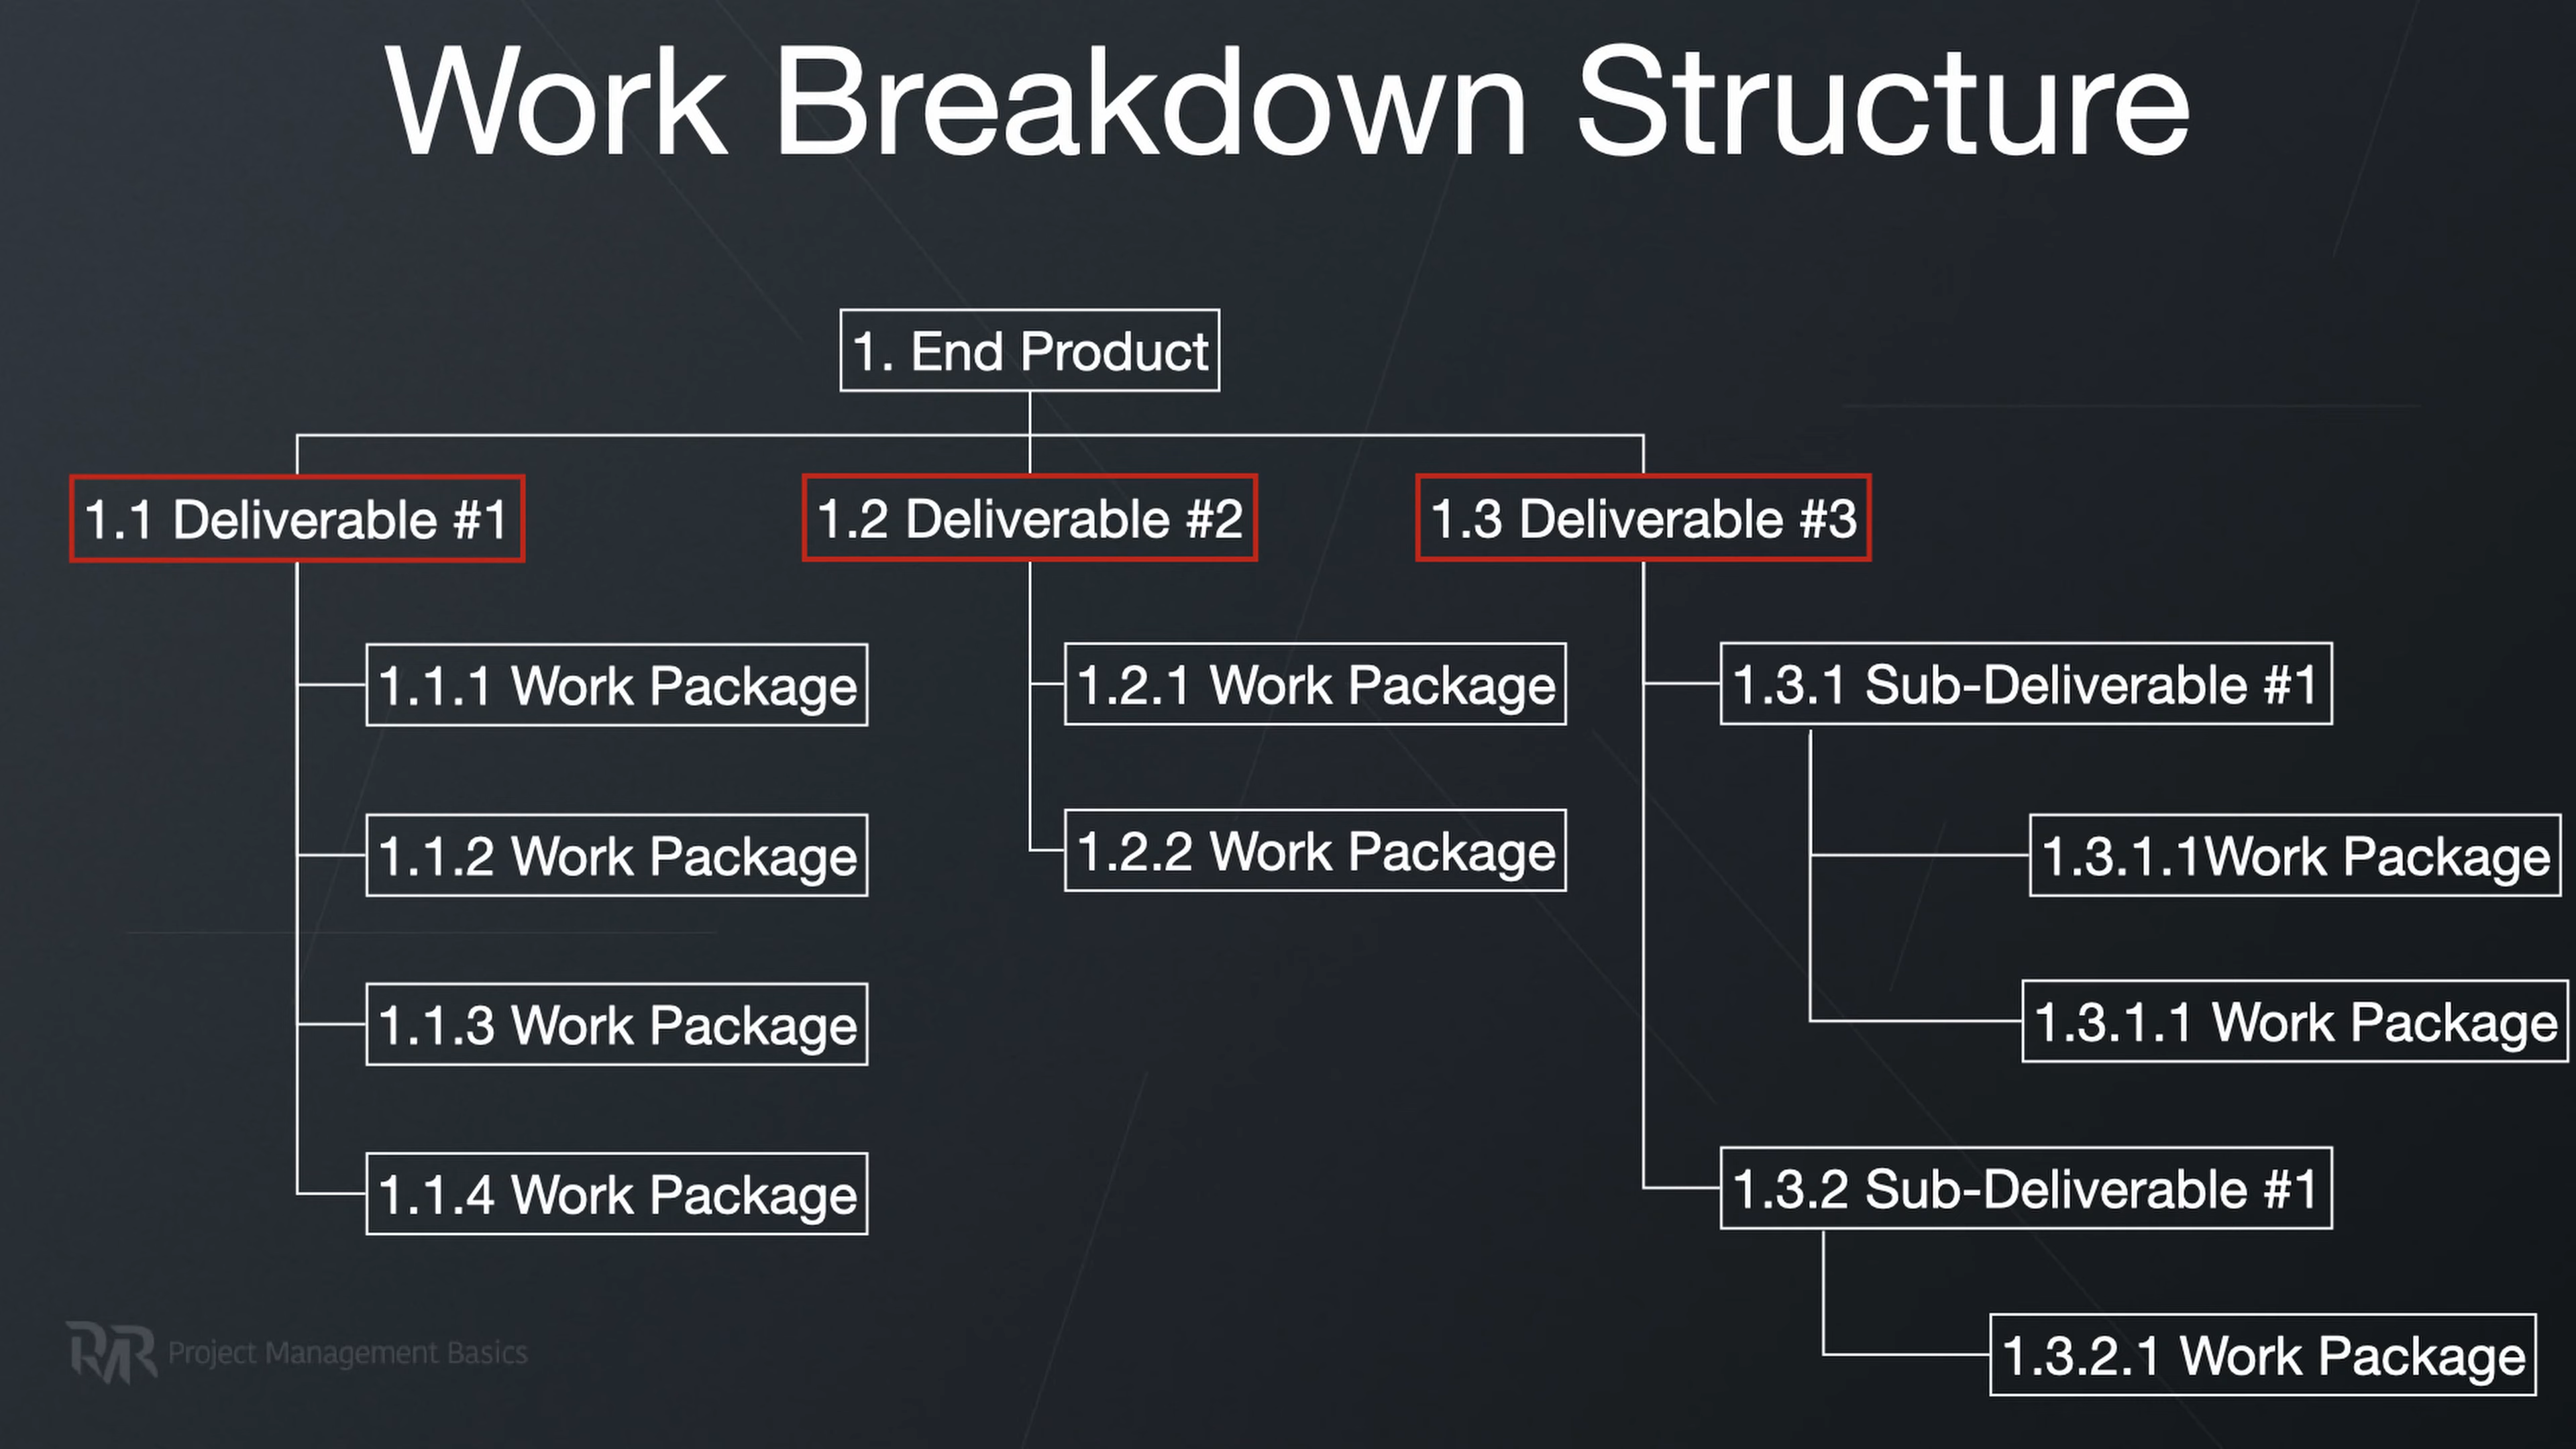 Work Breakdown Structure
1. End Product
1.1 Deliverable #1
1.2 Deliverable #2
1.3 Deliverable #3
1.1.1 Work Package
1.2.1 Work Package
1.3.1 Sub-Deliverable #1
1.1.2 Work Package
1.2.2 Work Package
1.3.1.1Work Package
1.1.3 Work Package
1.3.1.1 Work Package
1.1.4 Work Package
1.3.2 Sub-Deliverable #1
1.3.2.1 Work Package
Project Management Basics